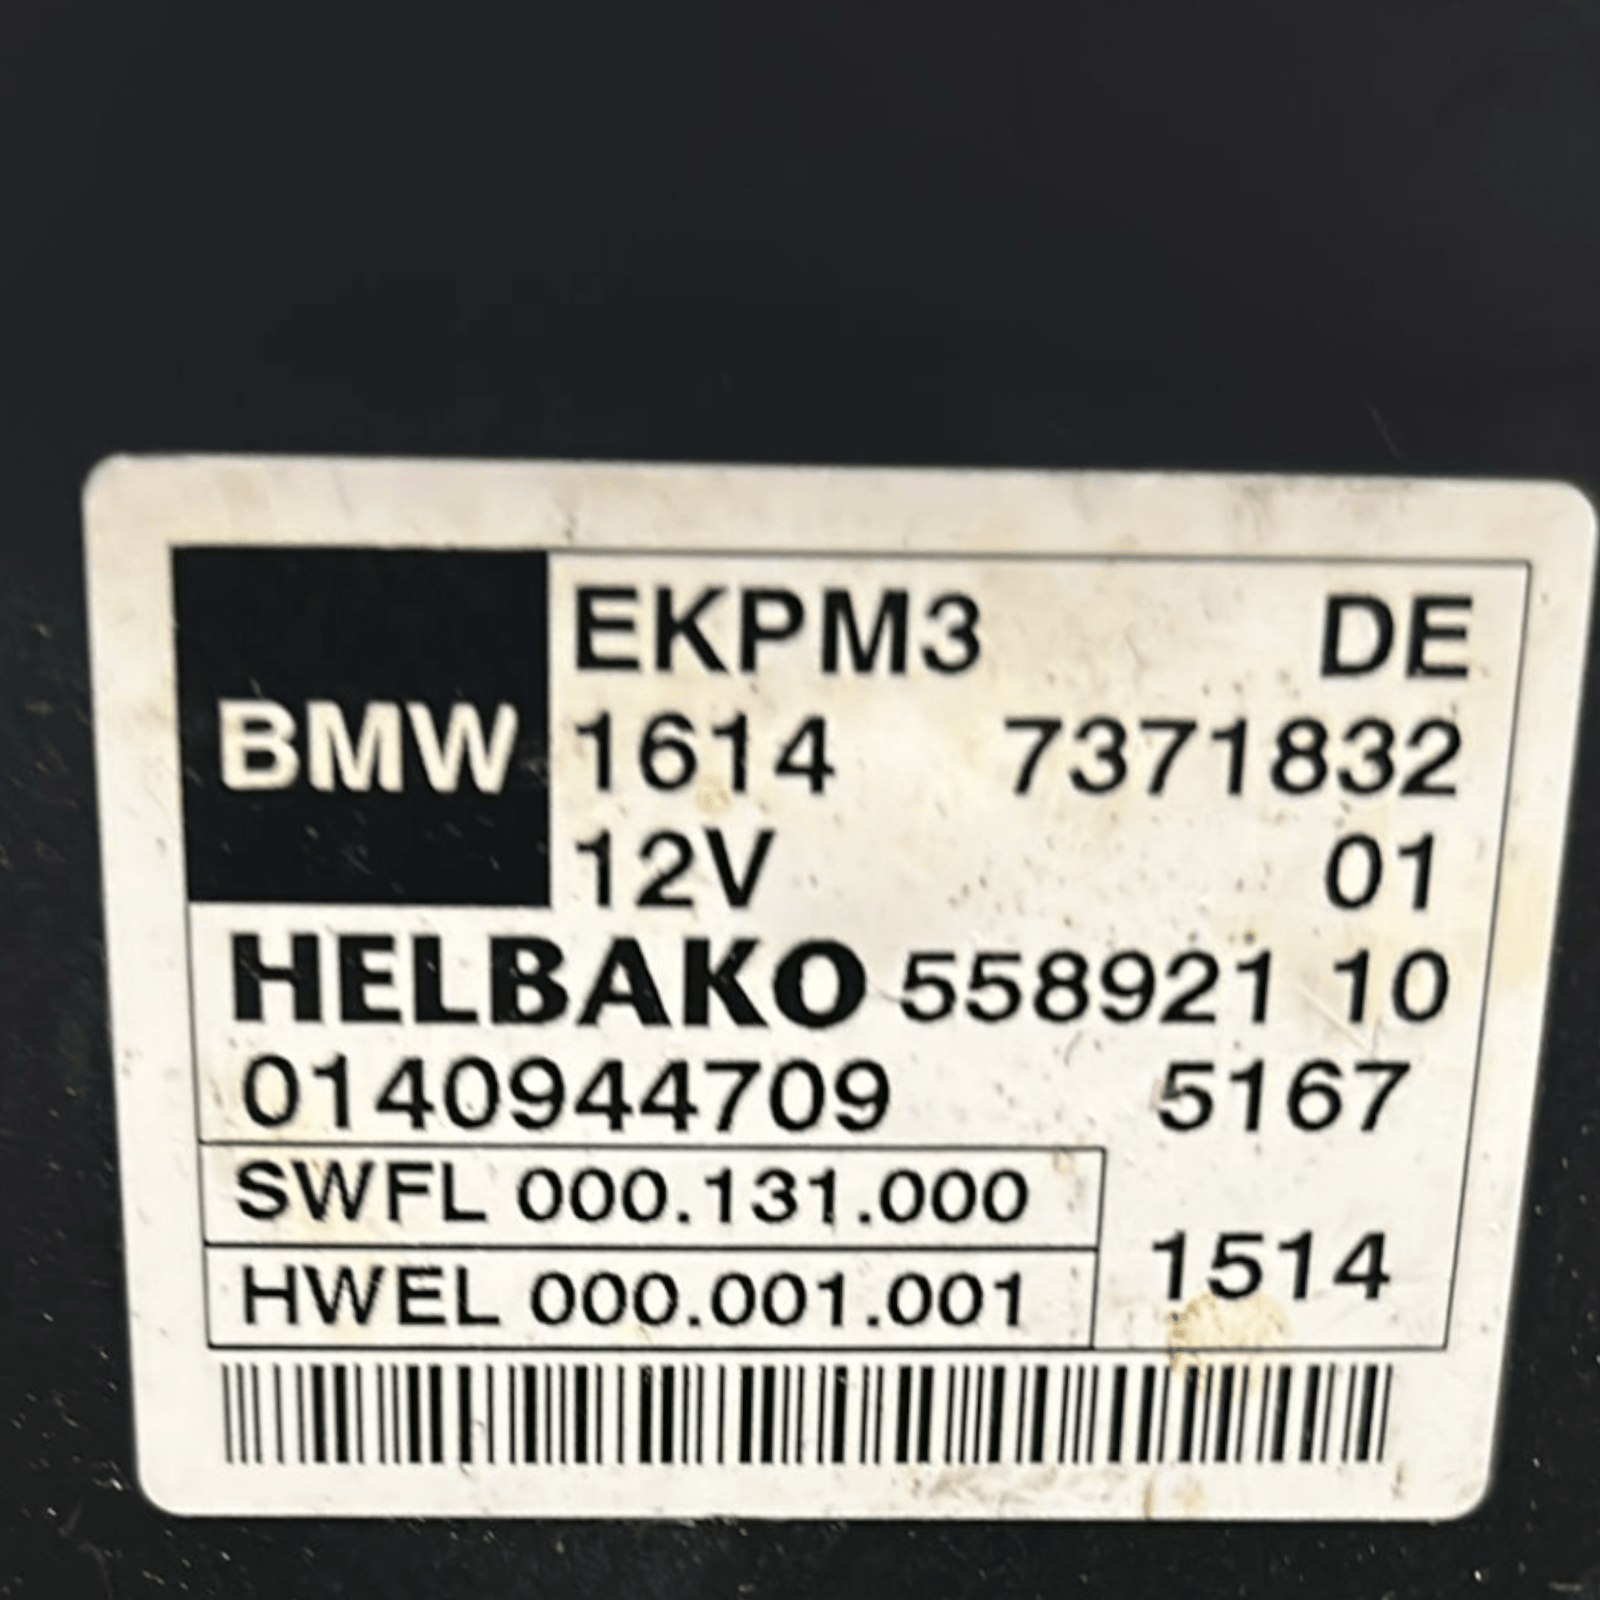 EKPM3 DE
BMW 1614 7371832
12V 01
HELBAKO 558921 10
0140944709 5167
SWFL 000.131.000
1514
HWEL 000.001.001